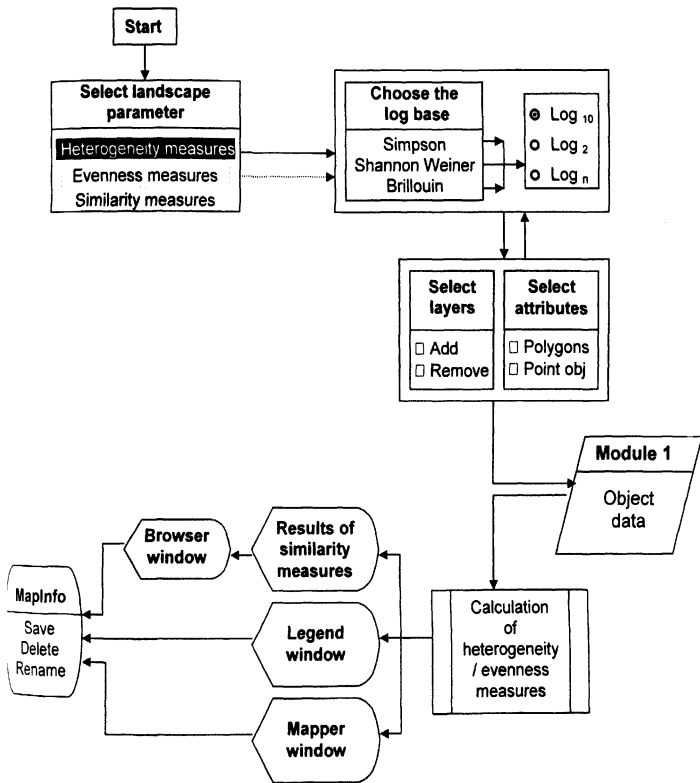 Start
Select landscape
parameter
Heterogeneity measures
Evenness measures
Similarity measures
Choose the
log base
Simpson
Shannon Weiner
Brillouin
Log 10
Log 2
Log n
Select
layers
Add
Remove
Select
attributes
Polygons
Point obj
Module 1
Object
data
Calculation
of
heterogeneity
/ evenness
measures
Results of
similarity
measures
Browser
window
Legend
window
Mapper
window
MapInfo
Save
Delete
Rename